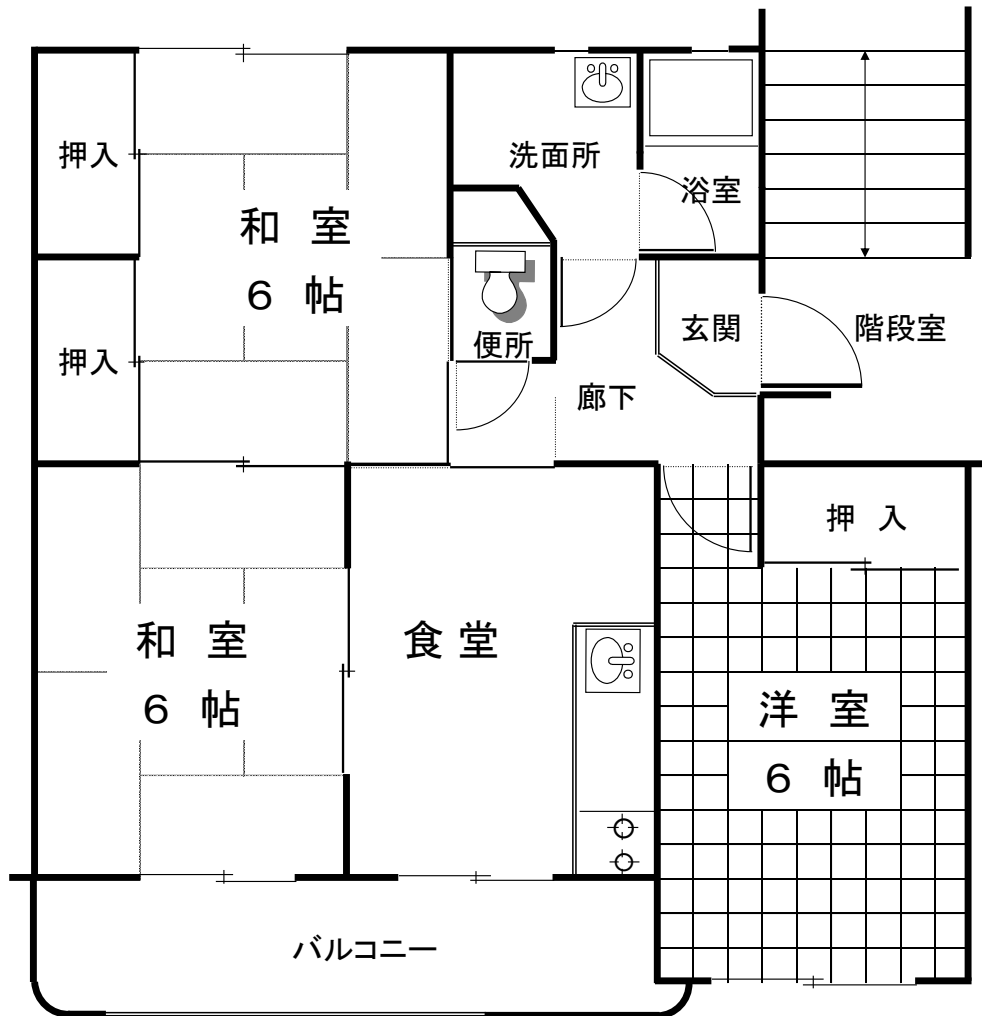 押入
洗面所
浴室
和 室
6 帖
玄関
階段室
便所
押入
廊下
押 入
和 室
6 帖
食 堂
洋 室
6 帖
バルコニー